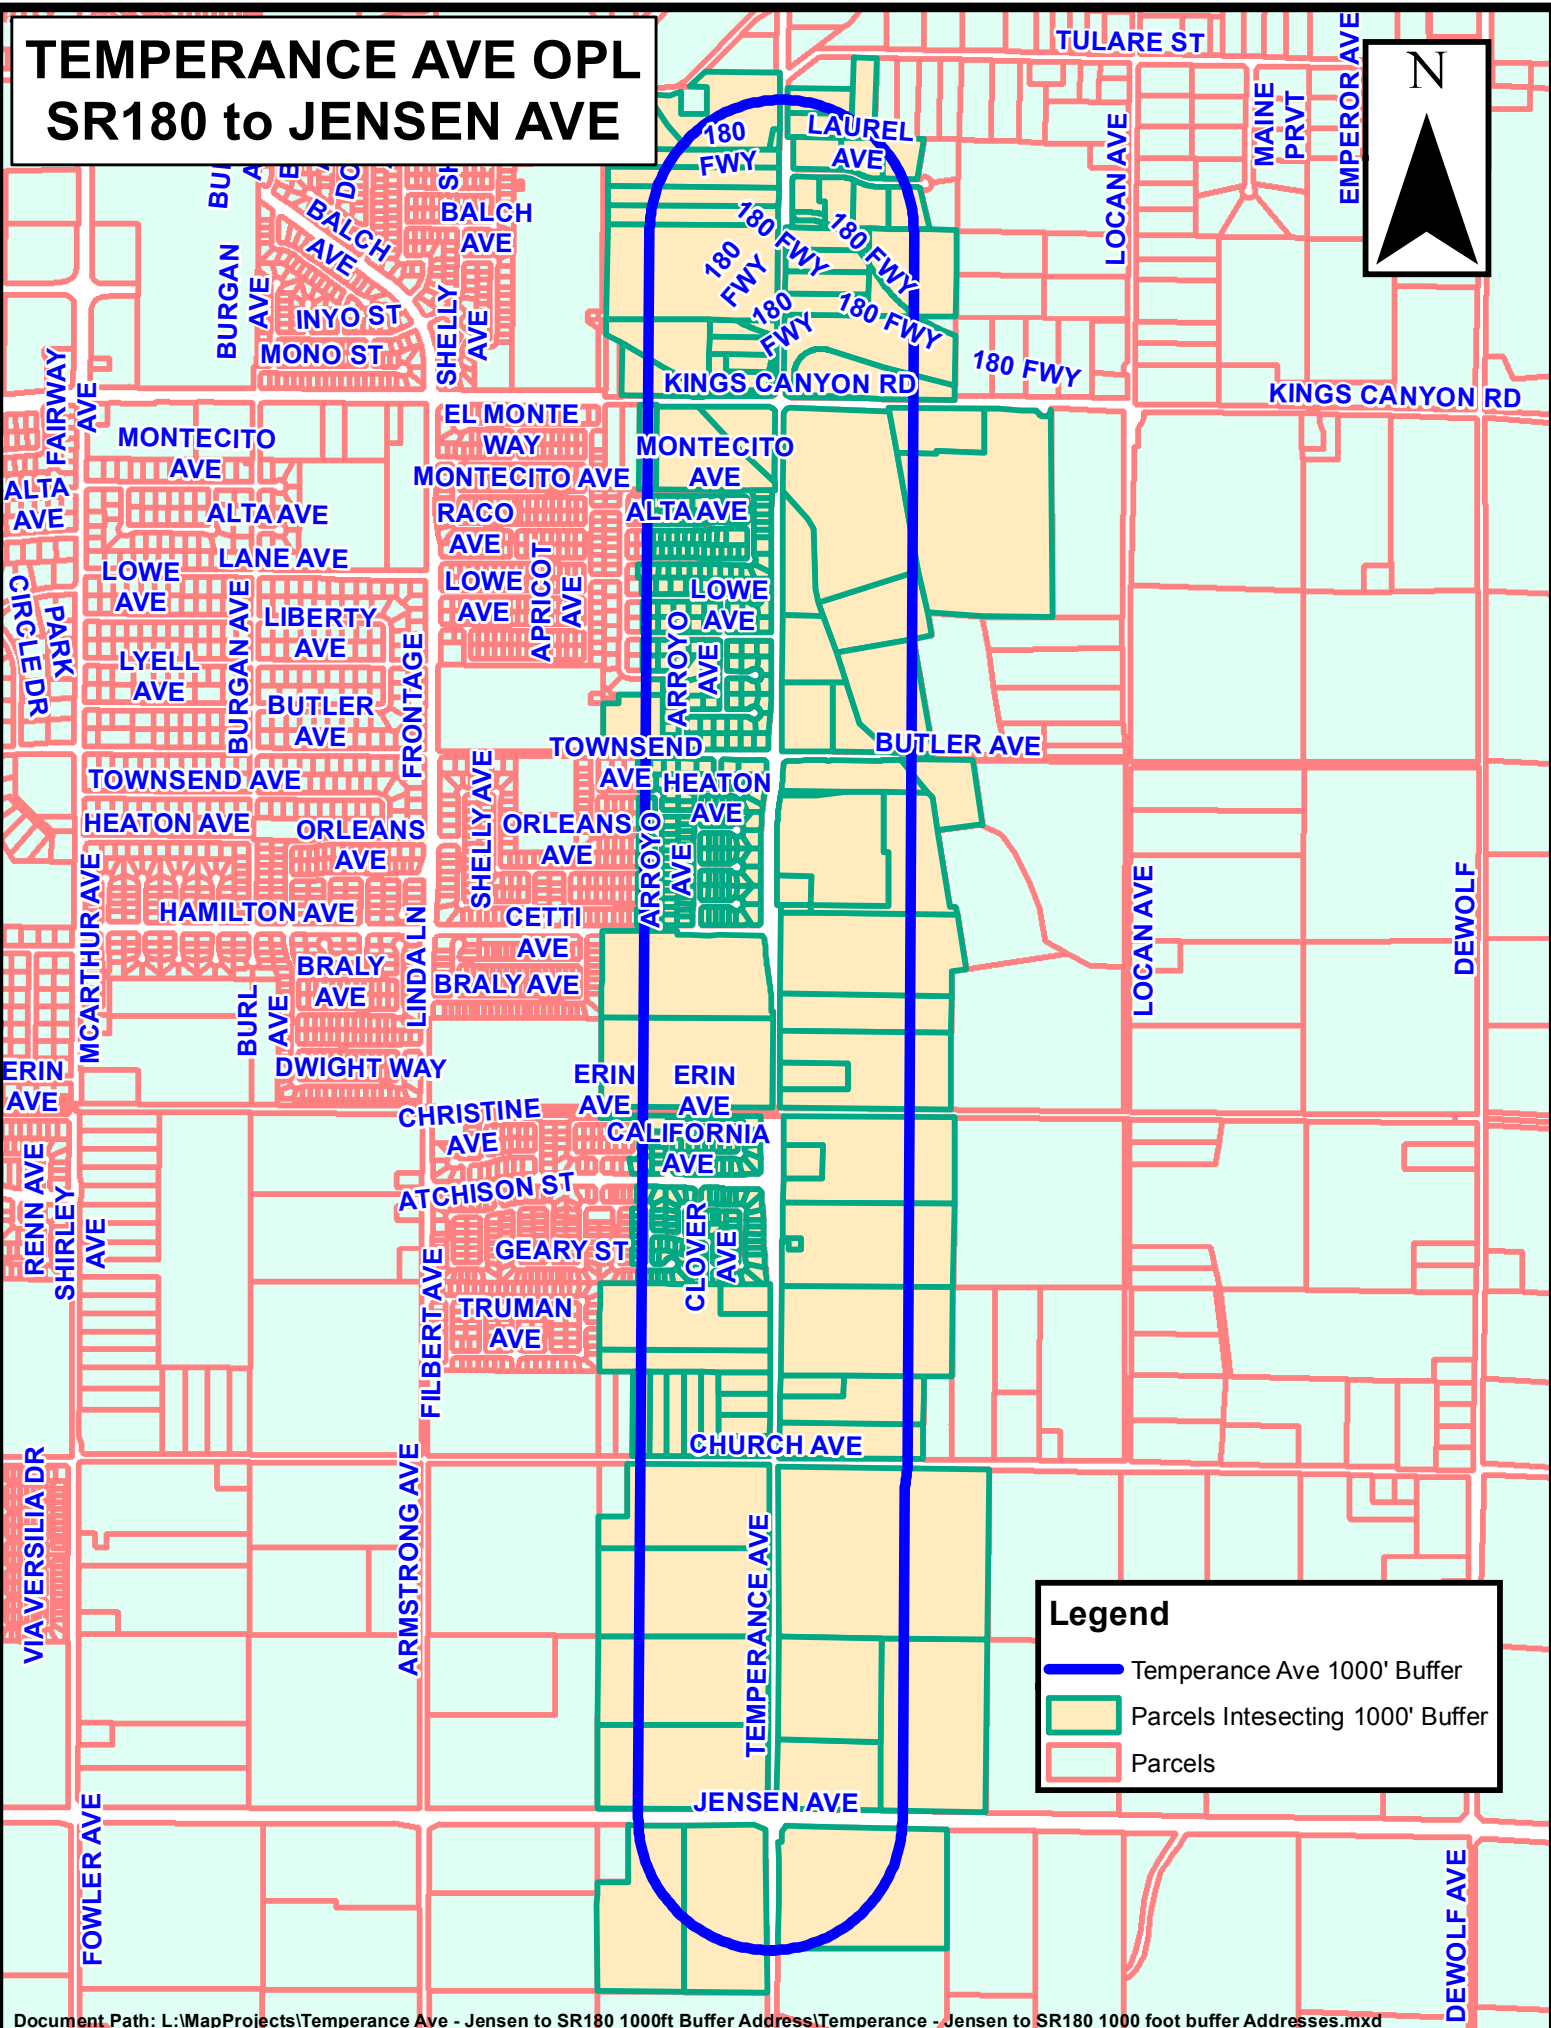 TEMPERANCE AVE OPL
SR180 to JENSEN AVE
TULARE ST
EMPEROR AVE
N
MAINE
PRVT
LOCAN AVE
180
FWY
LAUREL
AVE
BALCH
AVE
BALCH
AVE
180 FWY
180 FWY
180
FWY
BURGAN
AVE
INYO ST
MONO ST
SHELLY
AVE
180
FWY
180 FWY
180 FWY
KINGS CANYON RD
KINGS CANYON RD
FAIRWAY
AVE
MONTECITO
AVE
EL MONTE
WAY
MONTECITO
AVE
MONTECITO AVE
ALTA
AVE
ALTA AVE
RACO
AVE
ALTA AVE
LANE AVE
LOWE
AVE
LOWE
AVE
APRICOT
AVE
LOWE
AVE
CIRCLE DR
PARK
BURGAN AVE
LIBERTY
AVE
LYELL
AVE
FRONTAGE
ARROYO
AVE
BUTLER
AVE
TOWNSEND
AVE
BUTLER AVE
TOWNSEND AVE
SHELLY AVE
HEATON
AVE
HEATON AVE
ORLEANS
AVE
ORLEANS
AVE
ARROYO
AVE
MCARTHUR AVE
HAMILTON AVE
LINDA LN
CETTI
AVE
LOCAN AVE
DEWOLF
BRALY
AVE
BRALY AVE
BURL
AVE
ERIN
AVE
DWIGHT WAY
ERIN
AVE
ERIN
AVE
CHRISTINE
AVE
CALIFORNIA
AVE
RENN AVE
SHIRLEY
AVE
ATCHISON ST
GEARY ST
CLOVER
AVE
FILBERT AVE
TRUMAN
AVE
CHURCH AVE
VIA VERSILIA DR
ARMSTRONG AVE
TEMPERANCE AVE
Legend
Temperance Ave 1000' Buffer
Parcels Intesecting 1000' Buffer
Parcels
JENSEN AVE
FOWLER AVE
DEWOLF AVE
Document Path: L:\MapProjects\Temperance Ave - Jensen to SR180 1000ft Buffer Address\Temperance - Jensen to SR180 1000 foot buffer Addresses.mxd